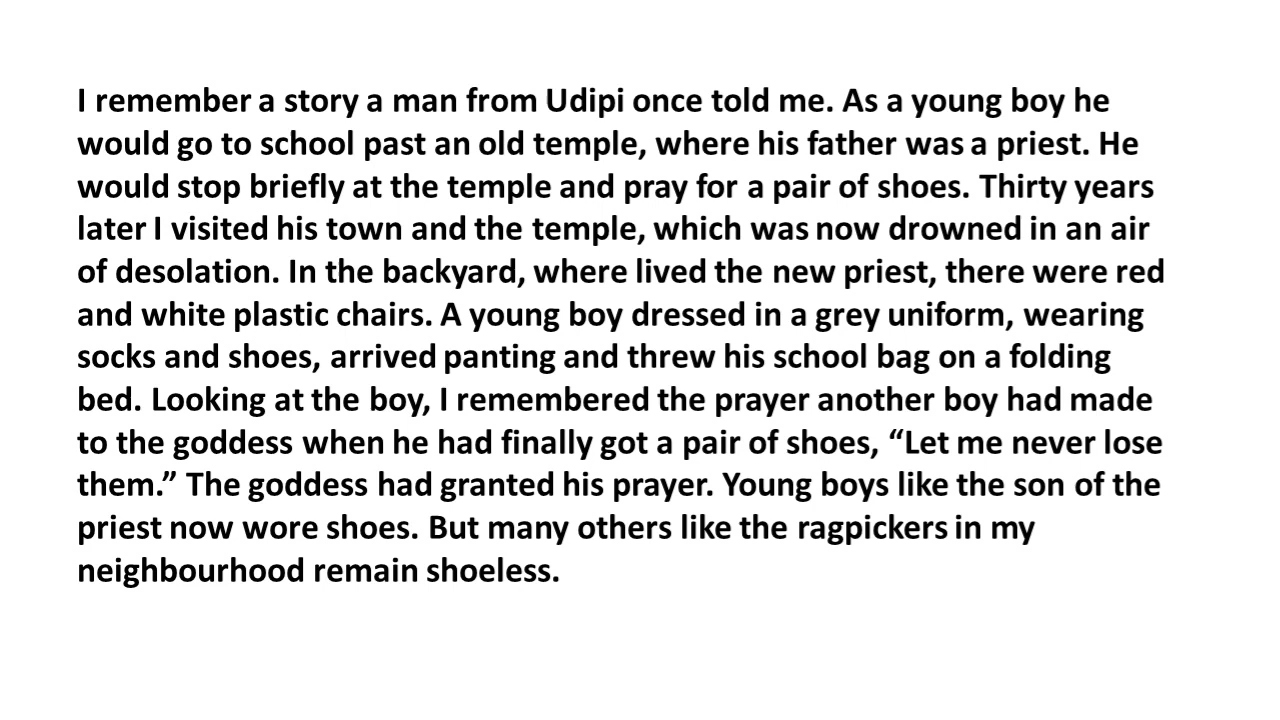 I remember a story a man from Udipi once told me. As a young boy he
would go to school past an old temple, where his father was a priest. He
would stop briefly at the temple and pray for a pair of shoes. Thirty years
later I visited his town and the temple, which was now drowned in an air
of desolation. In the backyard, where lived the new priest, there were red
and white plastic chairs. A young boy dressed in a grey uniform, wearing
socks and shoes, arrived panting and threw his school bag on a folding
bed. Looking at the boy, I remembered the prayer another boy had made
to the goddess when he had finally got a pair of shoes, “Let me never lose
them.” The goddess had granted his prayer. Young boys like the son of the
priest now wore shoes. But many others like the ragpickers in my
neighbourhood remain shoeless.